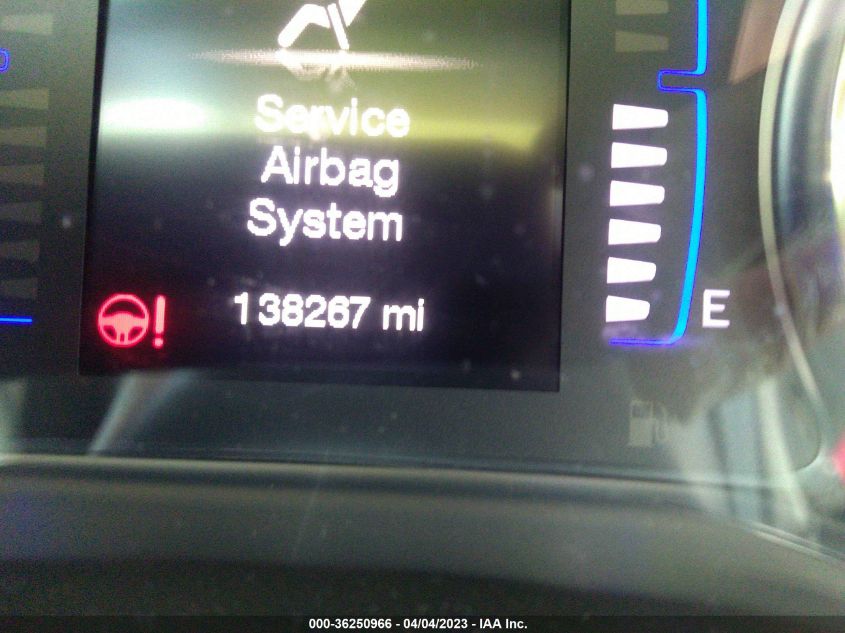 Service
Airbag
System
138267 mi
E
000-36250966 - 04/04/2023 - IAA Inc.